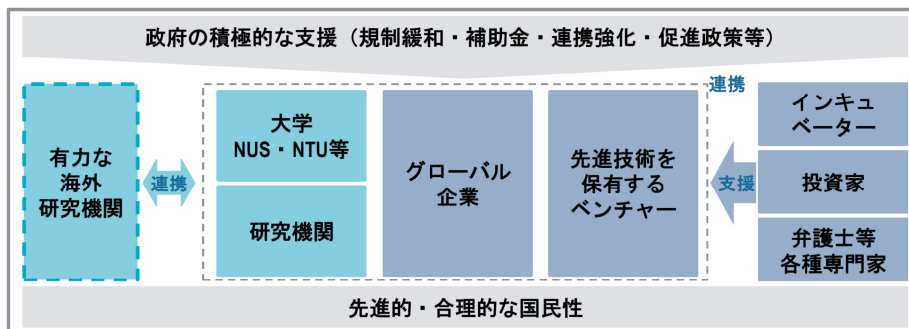 政府の積極的な支援（規制緩和・補助金・連携強化・促進政策等）
有力な
海外
研究機関
連携
大学
NUS・NTU等
研究機関
グローバル
企業
先進技術を
保有する
ベンチャー
連携
支援
インキュ
ベーター
投資家
弁護士等
各種専門家
先進的・合理的な国民性